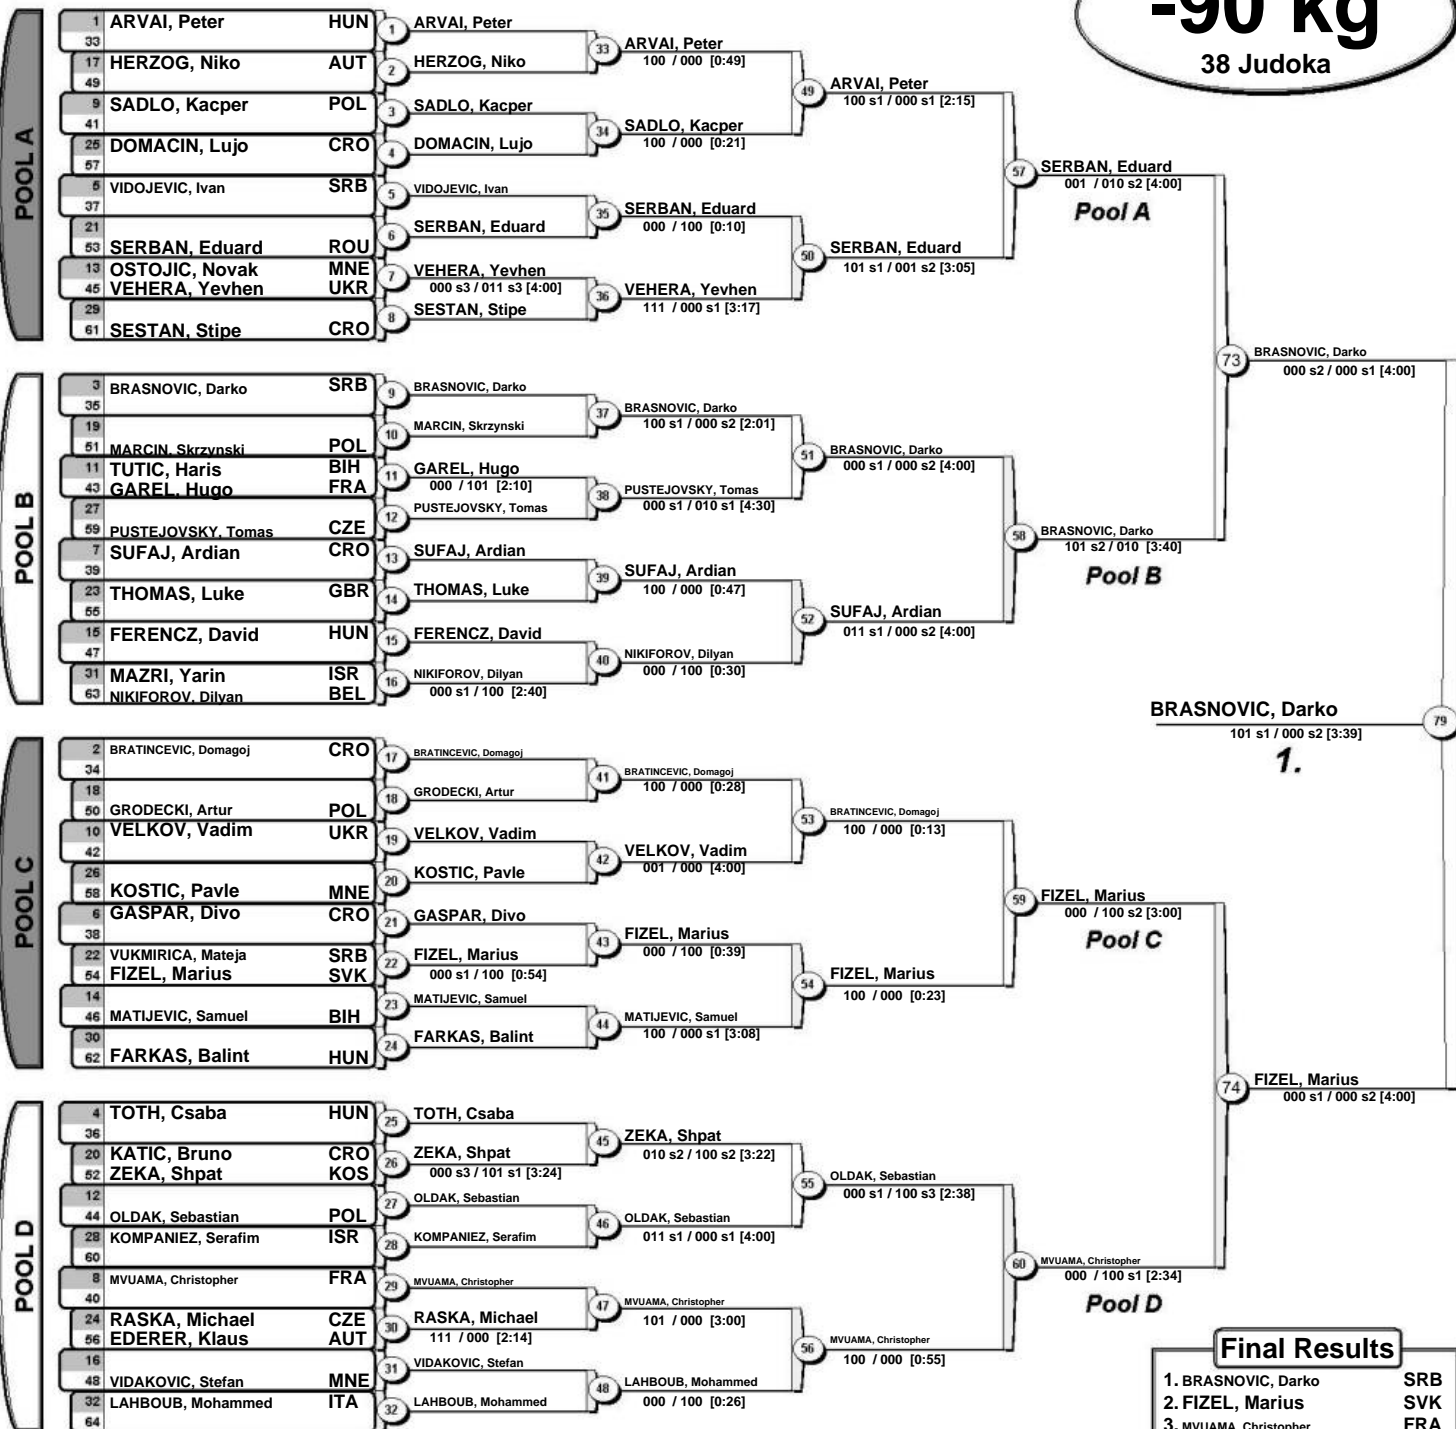 -90 kg
38 Judoka
POOL A
1 ARVAI, Peter HUN
33
17 HERZOG, Niko AUT
49
9 SADLO, Kacper POL
41
25 DOMACIN, Lujo CRO
57
5 VIDOJEVIC, Ivan SRB
37
21
53 SERBAN, Eduard ROU
13 OSTOJIC, Novak MNE
45 VEHERA, Yevhen UKR
29
61 SESTAN, Stipe CRO
1 ARVAI, Peter
2 HERZOG, Niko
3 SADLO, Kacper
4 DOMACIN, Lujo
5 VIDOJEVIC, Ivan
6 SERBAN, Eduard
7 VEHERA, Yevhen
000 s3 / 011 s3 [4:00]
8 SESTAN, Stipe
33 ARVAI, Peter
100 / 000 [0:49]
34 SADLO, Kacper
100 / 000 [0:21]
35 SERBAN, Eduard
000 / 100 [0:10]
36 VEHERA, Yevhen
111 / 000 s1 [3:17]
49 ARVAI, Peter
100 s1 / 000 s1 [2:15]
50 SERBAN, Eduard
101 s1 / 001 s2 [3:05]
57 SERBAN, Eduard
001 / 010 s2 [4:00]
Pool A
POOL B
3 BRASNOVIC, Darko SRB
35
19
51 MARCIN, Skrzynski POL
11 TUTIC, Haris BIH
43 GAREL, Hugo FRA
27
59 PUSTEJOVSKY, Tomas CZE
7 SUFAJ, Ardian CRO
39
23 THOMAS, Luke GBR
55
15 FERENCZ, David HUN
47
31 MAZRI, Yarin ISR
63 NIKIFOROV, Dilyan BEL
9 BRASNOVIC, Darko
10 MARCIN, Skrzynski
11 GAREL, Hugo
000 / 101 [2:10]
12 PUSTEJOVSKY, Tomas
13 SUFAJ, Ardian
14 THOMAS, Luke
15 FERENCZ, David
16 NIKIFOROV, Dilyan
000 s1 / 100 [2:40]
37 BRASNOVIC, Darko
100 s1 / 000 s2 [2:01]
38 PUSTEJOVSKY, Tomas
000 s1 / 010 s1 [4:30]
39 SUFAJ, Ardian
100 / 000 [0:47]
40 NIKIFOROV, Dilyan
000 / 100 [0:30]
51 BRASNOVIC, Darko
000 s1 / 000 s2 [4:00]
52 SUFAJ, Ardian
011 s1 / 000 s2 [4:00]
58 BRASNOVIC, Darko
101 s2 / 010 [3:40]
Pool B
73 BRASNOVIC, Darko
000 s2 / 000 s1 [4:00]
BRASNOVIC, Darko 79
101 s1 / 000 s2 [3:39]
1.
POOL C
2 BRATINCEVIC, Domagoj CRO
34
18
50 GRODECKI, Artur POL
10 VELKOV, Vadim UKR
42
26
58 KOSTIC, Pavle MNE
6 GASPAR, Divo CRO
38
22 VUKMIRICA, Mateja SRB
54 FIZEL, Marius SVK
14
46 MATIJEVIC, Samuel BIH
30
62 FARKAS, Balint HUN
17 BRATINCEVIC, Domagoj
18 GRODECKI, Artur
19 VELKOV, Vadim
20 KOSTIC, Pavle
21 GASPAR, Divo
22 FIZEL, Marius
000 s1 / 100 [0:54]
23 MATIJEVIC, Samuel
24 FARKAS, Balint
41 BRATINCEVIC, Domagoj
100 / 000 [0:28]
42 VELKOV, Vadim
001 / 000 [4:00]
43 FIZEL, Marius
000 / 100 [0:39]
44 MATIJEVIC, Samuel
100 / 000 s1 [3:08]
53 BRATINCEVIC, Domagoj
100 / 000 [0:13]
54 FIZEL, Marius
100 / 000 [0:23]
59 FIZEL, Marius
000 / 100 s2 [3:00]
Pool C
POOL D
4 TOTH, Csaba HUN
36
20 KATIC, Bruno CRO
52 ZEKA, Shpat KOS
12
44 OLDAK, Sebastian POL
28 KOMPANIEZ, Serafim ISR
60
8 MVUAMA, Christopher FRA
40
24 RASKA, Michael CZE
56 EDERER, Klaus AUT
16
48 VIDAKOVIC, Stefan MNE
32 LAHBOUB, Mohammed ITA
64
25 TOTH, Csaba
26 ZEKA, Shpat
000 s3 / 101 s1 [3:24]
27 OLDAK, Sebastian
28 KOMPANIEZ, Serafim
29 MVUAMA, Christopher
30 RASKA, Michael
111 / 000 [2:14]
31 VIDAKOVIC, Stefan
32 LAHBOUB, Mohammed
45 ZEKA, Shpat
010 s2 / 100 s2 [3:22]
46 OLDAK, Sebastian
011 s1 / 000 s1 [4:00]
47 MVUAMA, Christopher
101 / 000 [3:00]
48 LAHBOUB, Mohammed
000 / 100 [0:26]
55 OLDAK, Sebastian
000 s1 / 100 s3 [2:38]
56 MVUAMA, Christopher
100 / 000 [0:55]
60 MVUAMA, Christopher
000 / 100 s1 [2:34]
Pool D
74 FIZEL, Marius
000 s1 / 000 s2 [4:00]
Final Results
1. BRASNOVIC, Darko SRB
2. FIZEL, Marius SVK
3. MVUAMA, Christopher FRA